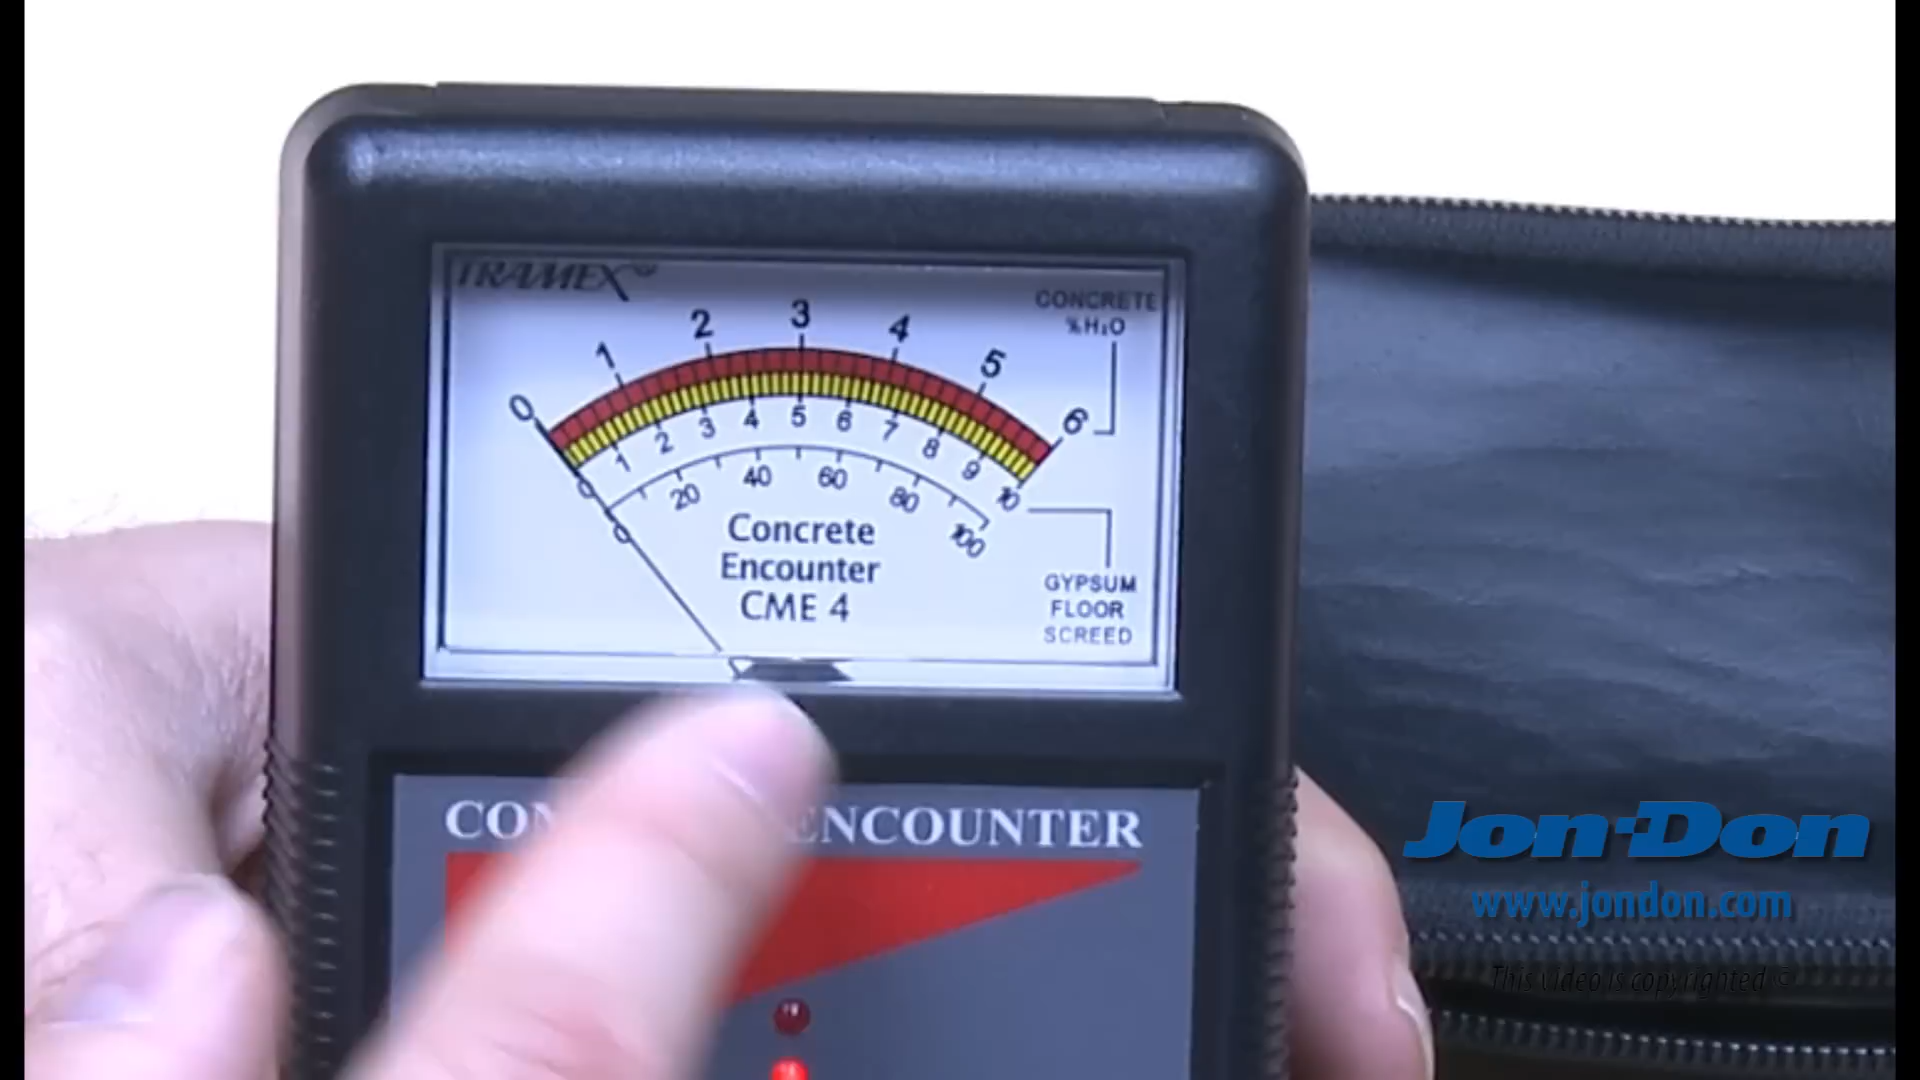 TRAMEX®
CONCRETE
%H₂O
0 1 2 3 4 5 6
0 1 2 3 4 5 6 7 8 9 10
0 20 40 60 80 100
Concrete
Encounter
CME 4
GYPSUM
FLOOR
SCREED
CON ENCOUNTER
Jon-Don
www.jondon.com
This video is copyrighted ©